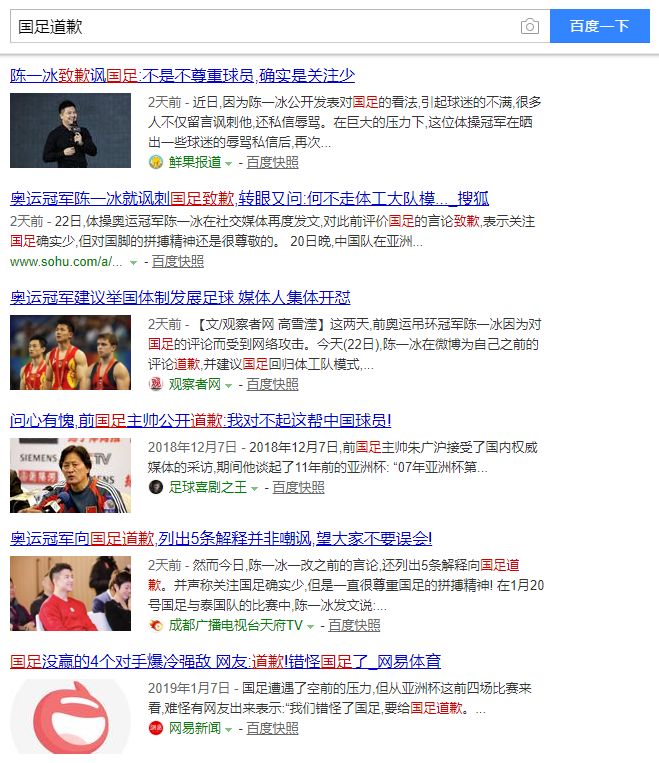 国足道歉
百度一下
陈一冰致歉讽国足:不是不尊重球员,确实是关注少
2天前 - 近日,因为陈一冰公开发表对国足的看法,引起球迷的不满,很多
人不仅留言讽刺他,还私信辱骂。在巨大的压力下,这位体操冠军在晒
出一些球迷的辱骂私信后,再次...
鲜果报道 - 百度快照
奥运冠军陈一冰就讽刺国足致歉,转眼又问:何不走体工大队模..._搜狐
2天前 - 22日,体操奥运冠军陈一冰在社交媒体再度发文,对此前评价国足的言论致歉,表示关注
国足确实少,但对国脚的拼搏精神还是很尊敬的。 20日晚,中国队在亚洲...
www.sohu.com/a/... - 百度快照
奥运冠军建议举国体制发展足球 媒体人集体开怼
2天前 - 【文/观察者网 高雪滢】这两天,前奥运吊环冠军陈一冰因为对
国足的评论而受到网络攻击。今天(22日),陈一冰在微博为自己之前的
评论道歉,并建议国足回归体工队模式,...
观察者网 - 百度快照
问心有愧,前国足主帅公开道歉:我对不起这帮中国球员!
SIEMENS
2018年12月7日 - 2018年12月7日,前国足主帅朱广沪接受了国内权威
媒体的采访,期间他谈起了11年前的亚洲杯: “07年亚洲杯第...
足球喜剧之王 - 百度快照
奥运冠军向国足道歉,列出5条解释并非嘲讽,望大家不要误会!
2天前 - 然而今日,陈一冰一改之前的言论,还列出5条解释向国足道
歉。并声称关注国足确实少,但是一直很尊重国足的拼搏精神! 在1月20
号国足与泰国队的比赛中,陈一冰发文说:...
成都广播电视台天府TV - 百度快照
国足没赢的4个对手爆冷强敌 网友:道歉!错怪国足了_网易体育
2019年1月7日 - 国足遭遇了空前的压力,但从亚洲杯这前四场比赛来
看,难怪有网友出来表示:“我们错怪了国足,要给国足道歉。...
网易新闻 - 百度快照